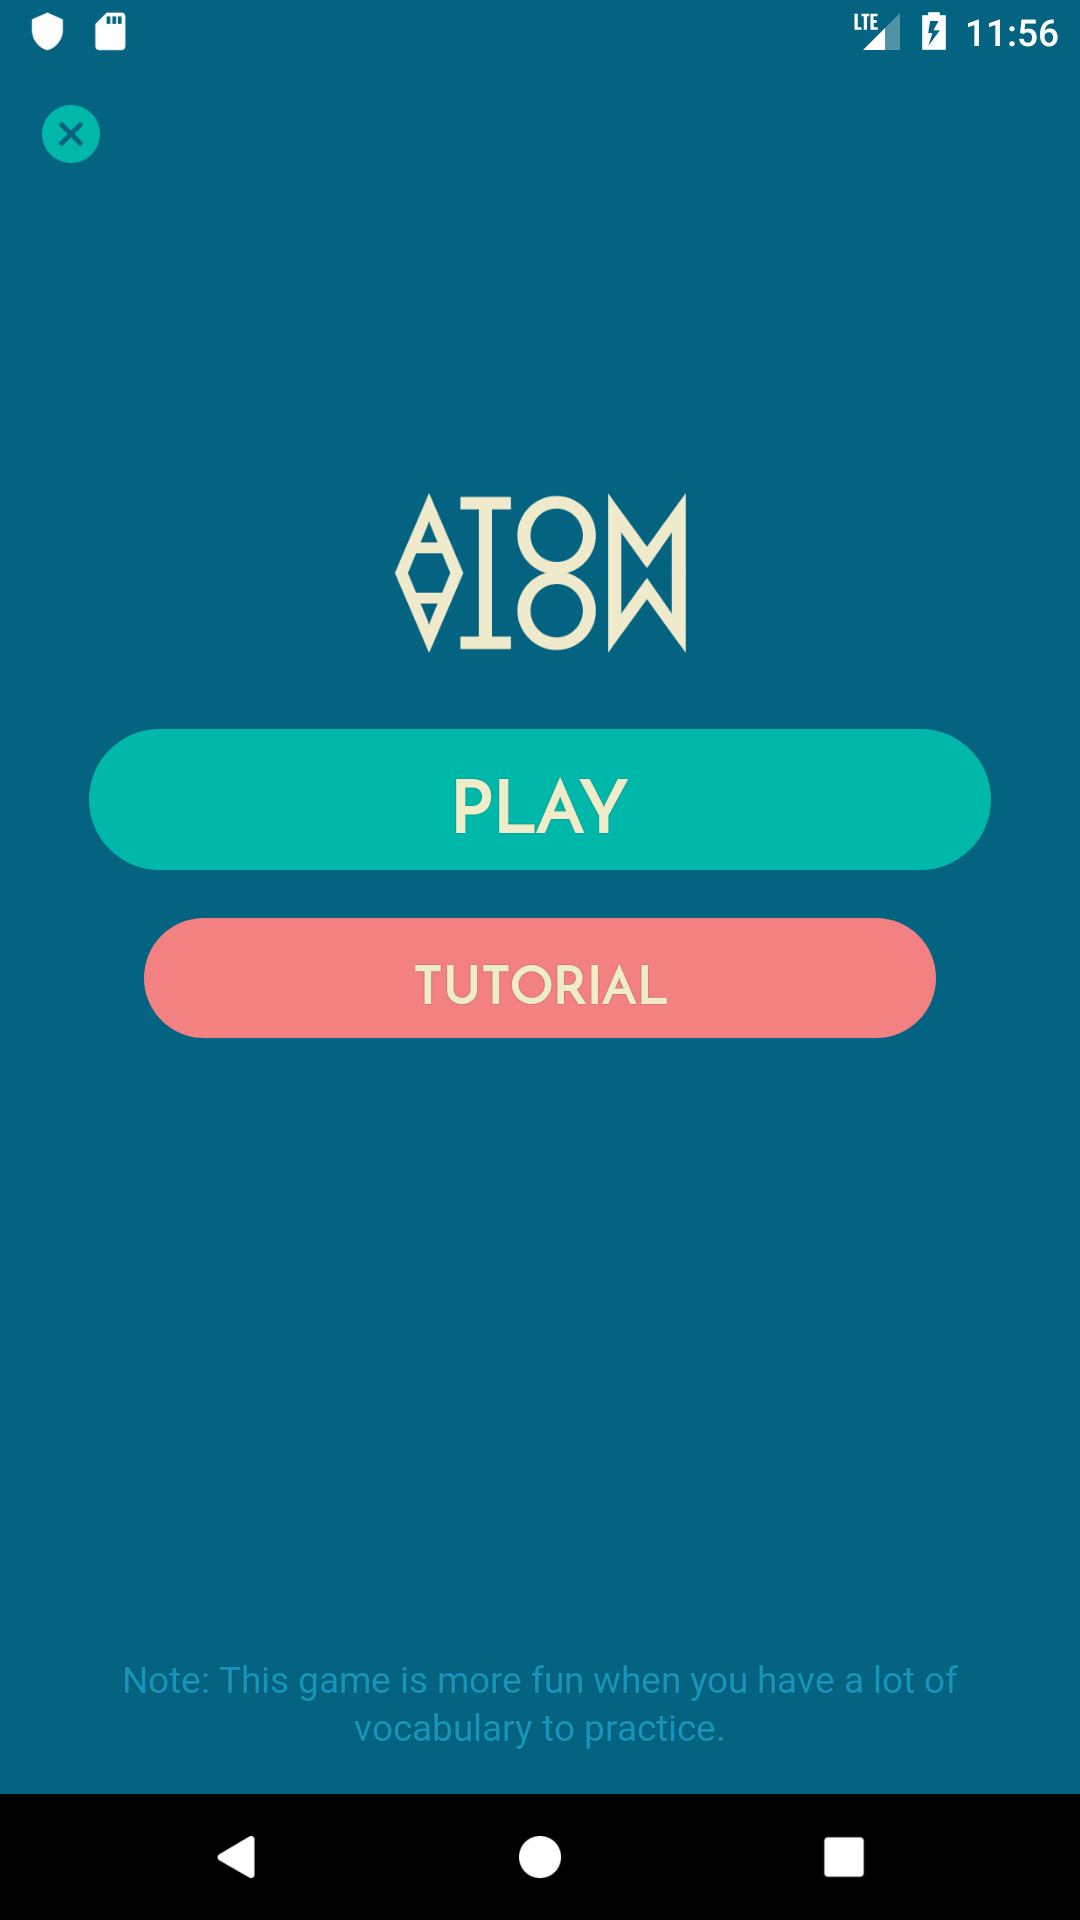 LTE 11:56
ATOM
PLAY
TUTORIAL
Note: This game is more fun when you have a lot of
vocabulary to practice.